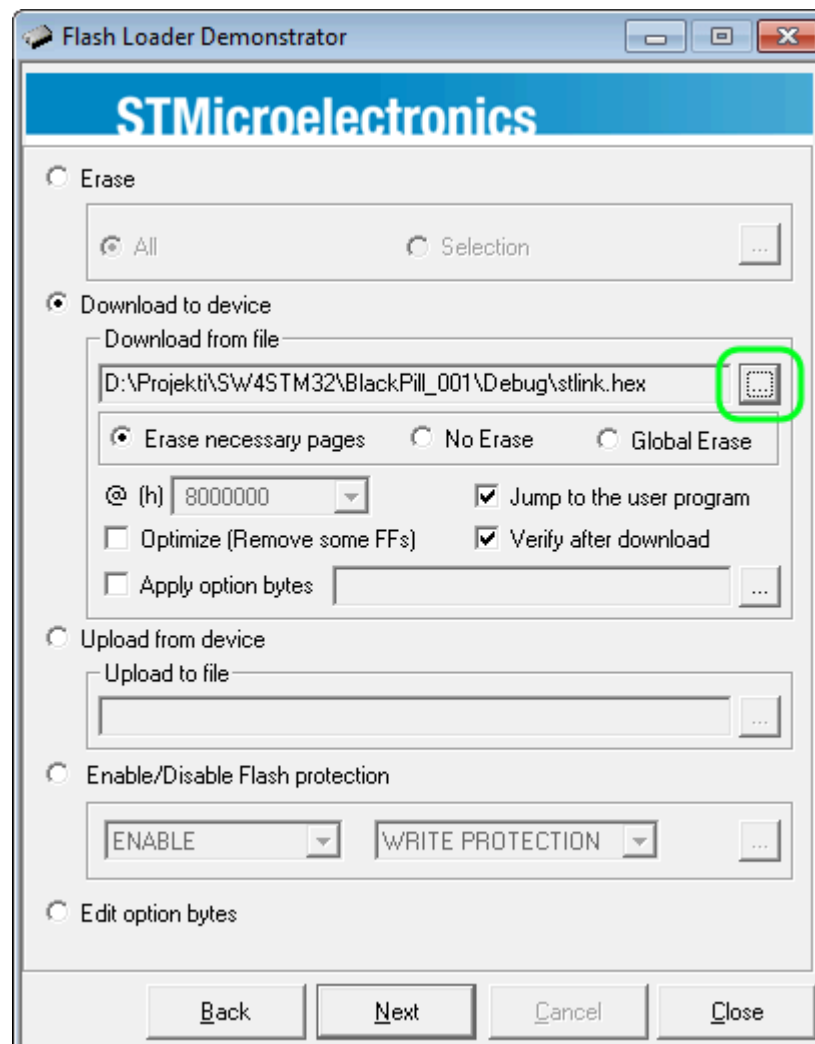 Flash Loader Demonstrator
STMicroelectronics
Erase
All Selection ...
Download to device
Download from file
D:\Projekti\SW4STM32\BlackPill_001\Debug\stlink.hex ...
Erase necessary pages No Erase Global Erase
@ (h) 8000000 Jump to the user program
Optimize (Remove some FFs) Verify after download
Apply option bytes ...
Upload from device
Upload to file
...
Enable/Disable Flash protection
ENABLE WRITE PROTECTION ...
Edit option bytes
Back Next Cancel Close